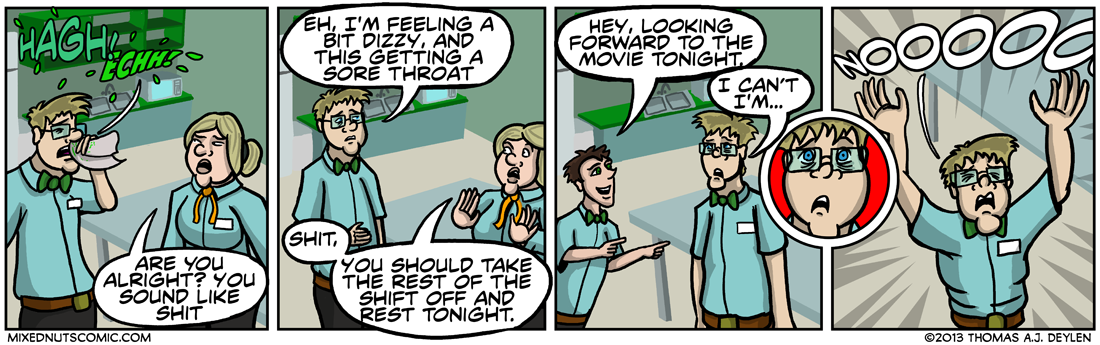 HAGH!
ECHH!
ARE YOU
ALRIGHT? YOU
SOUND LIKE
SHIT
EH, I'M FEELING A
BIT DIZZY, AND
THIS GETTING A
SORE THROAT
SHIT,
YOU SHOULD TAKE
THE REST OF THE
SHIFT OFF AND
REST TONIGHT.
HEY, LOOKING
FORWARD TO THE
MOVIE TONIGHT.
I CAN'T
I'M...
NOOOOO
MIXEDNUTSCOMIC.COM
©2013 THOMAS A.J. DEYLEN